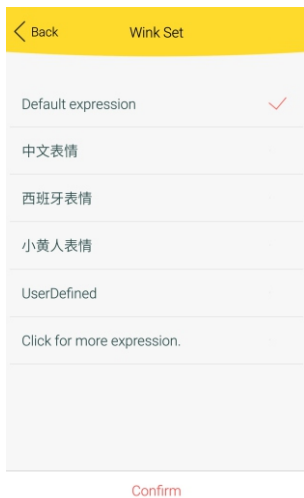 Back
Wink Set
Default expression
中文表情
西班牙表情
小黄人表情
UserDefined
Click for more expression.
Confirm